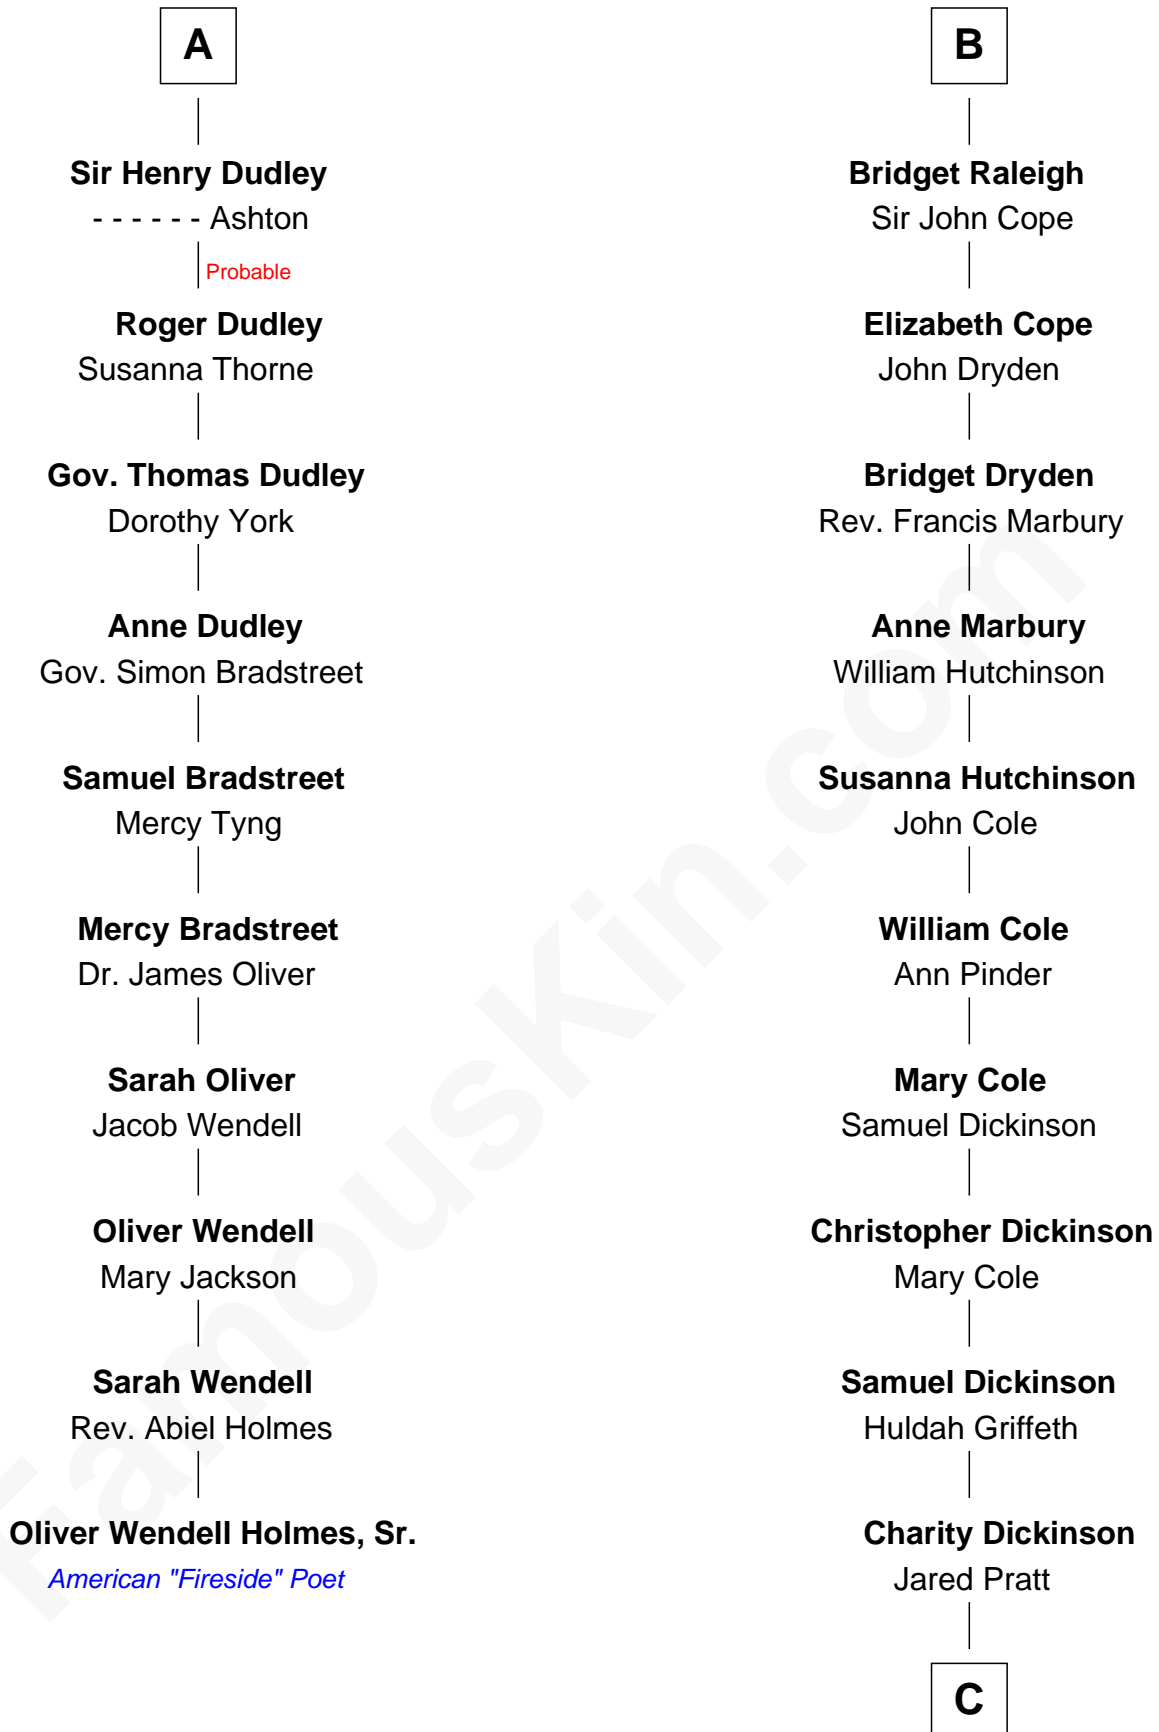 A
Sir Henry Dudley
- - - - - - Ashton
Probable
Roger Dudley
Susanna Thorne
Gov. Thomas Dudley
Dorothy York
Anne Dudley
Gov. Simon Bradstreet
Samuel Bradstreet
Mercy Tyng
Mercy Bradstreet
Dr. James Oliver
Sarah Oliver
Jacob Wendell
Oliver Wendell
Mary Jackson
Sarah Wendell
Rev. Abiel Holmes
Oliver Wendell Holmes, Sr.
American "Fireside" Poet
B
Bridget Raleigh
Sir John Cope
Elizabeth Cope
John Dryden
Bridget Dryden
Rev. Francis Marbury
Anne Marbury
William Hutchinson
Susanna Hutchinson
John Cole
William Cole
Ann Pinder
Mary Cole
Samuel Dickinson
Christopher Dickinson
Mary Cole
Samuel Dickinson
Huldah Griffeth
Charity Dickinson
Jared Pratt
C
FamousKin.com